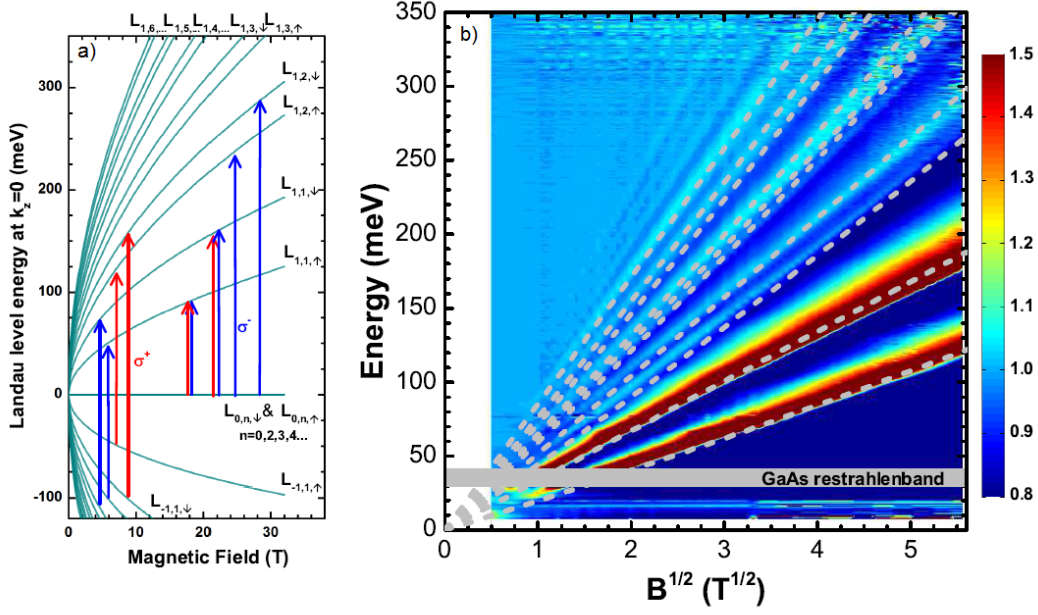 L1,6,... L1,5,... L1,4,... L1,3,↓ L1,3,↑
a)
L1,2,↓
L1,2,↑
L1,1,↓
L1,1,↑
σ+
σ-
L0,n,↓ & L0,n,↑
n=0,2,3,4...
L-1,1,↑
L-1,1,↓
300
200
100
0
-100
0 10 20 30
Landau level energy at kz=0 (meV)
Magnetic Field (T)
b)
350
300
250
200
150
100
50
0
Energy (meV)
GaAs restrahlenband
0 1 2 3 4 5
B1/2 (T1/2)
1.5
1.4
1.3
1.2
1.1
1.0
0.9
0.8